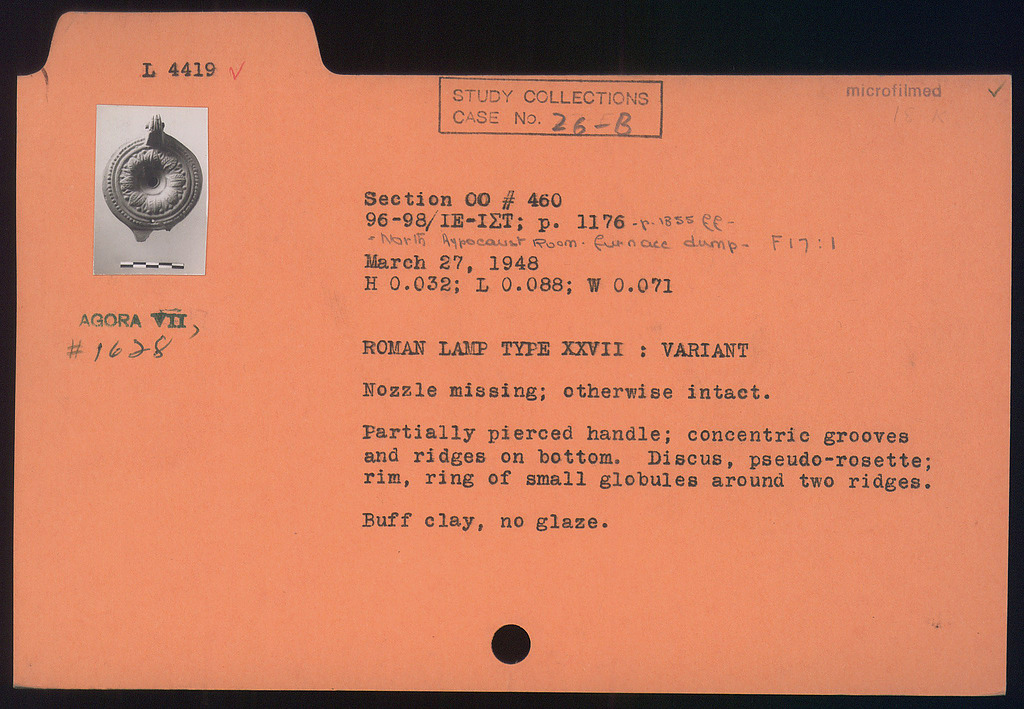 L 4419 ✓
STUDY COLLECTIONS
CASE No. 26-B
microfilmed ✓
Section OO # 460
96-98/ΙΕ-ΙΣΤ; p. 1176 - p. 1855 ff -
- North Hypocaust Room. furnace dump - F17:1
March 27, 1948
H 0.032; L 0.088; W 0.071
AGORA VII,
# 1628
ROMAN LAMP TYPE XXVII : VARIANT
Nozzle missing; otherwise intact.
Partially pierced handle; concentric grooves
and ridges on bottom. Discus, pseudo-rosette;
rim, ring of small globules around two ridges.
Buff clay, no glaze.